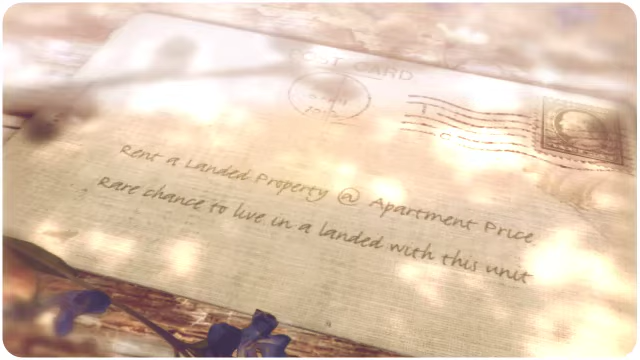 POST CARD
Rent a Landed Property @ Apartment Price
Rare chance to live in a landed with this unit